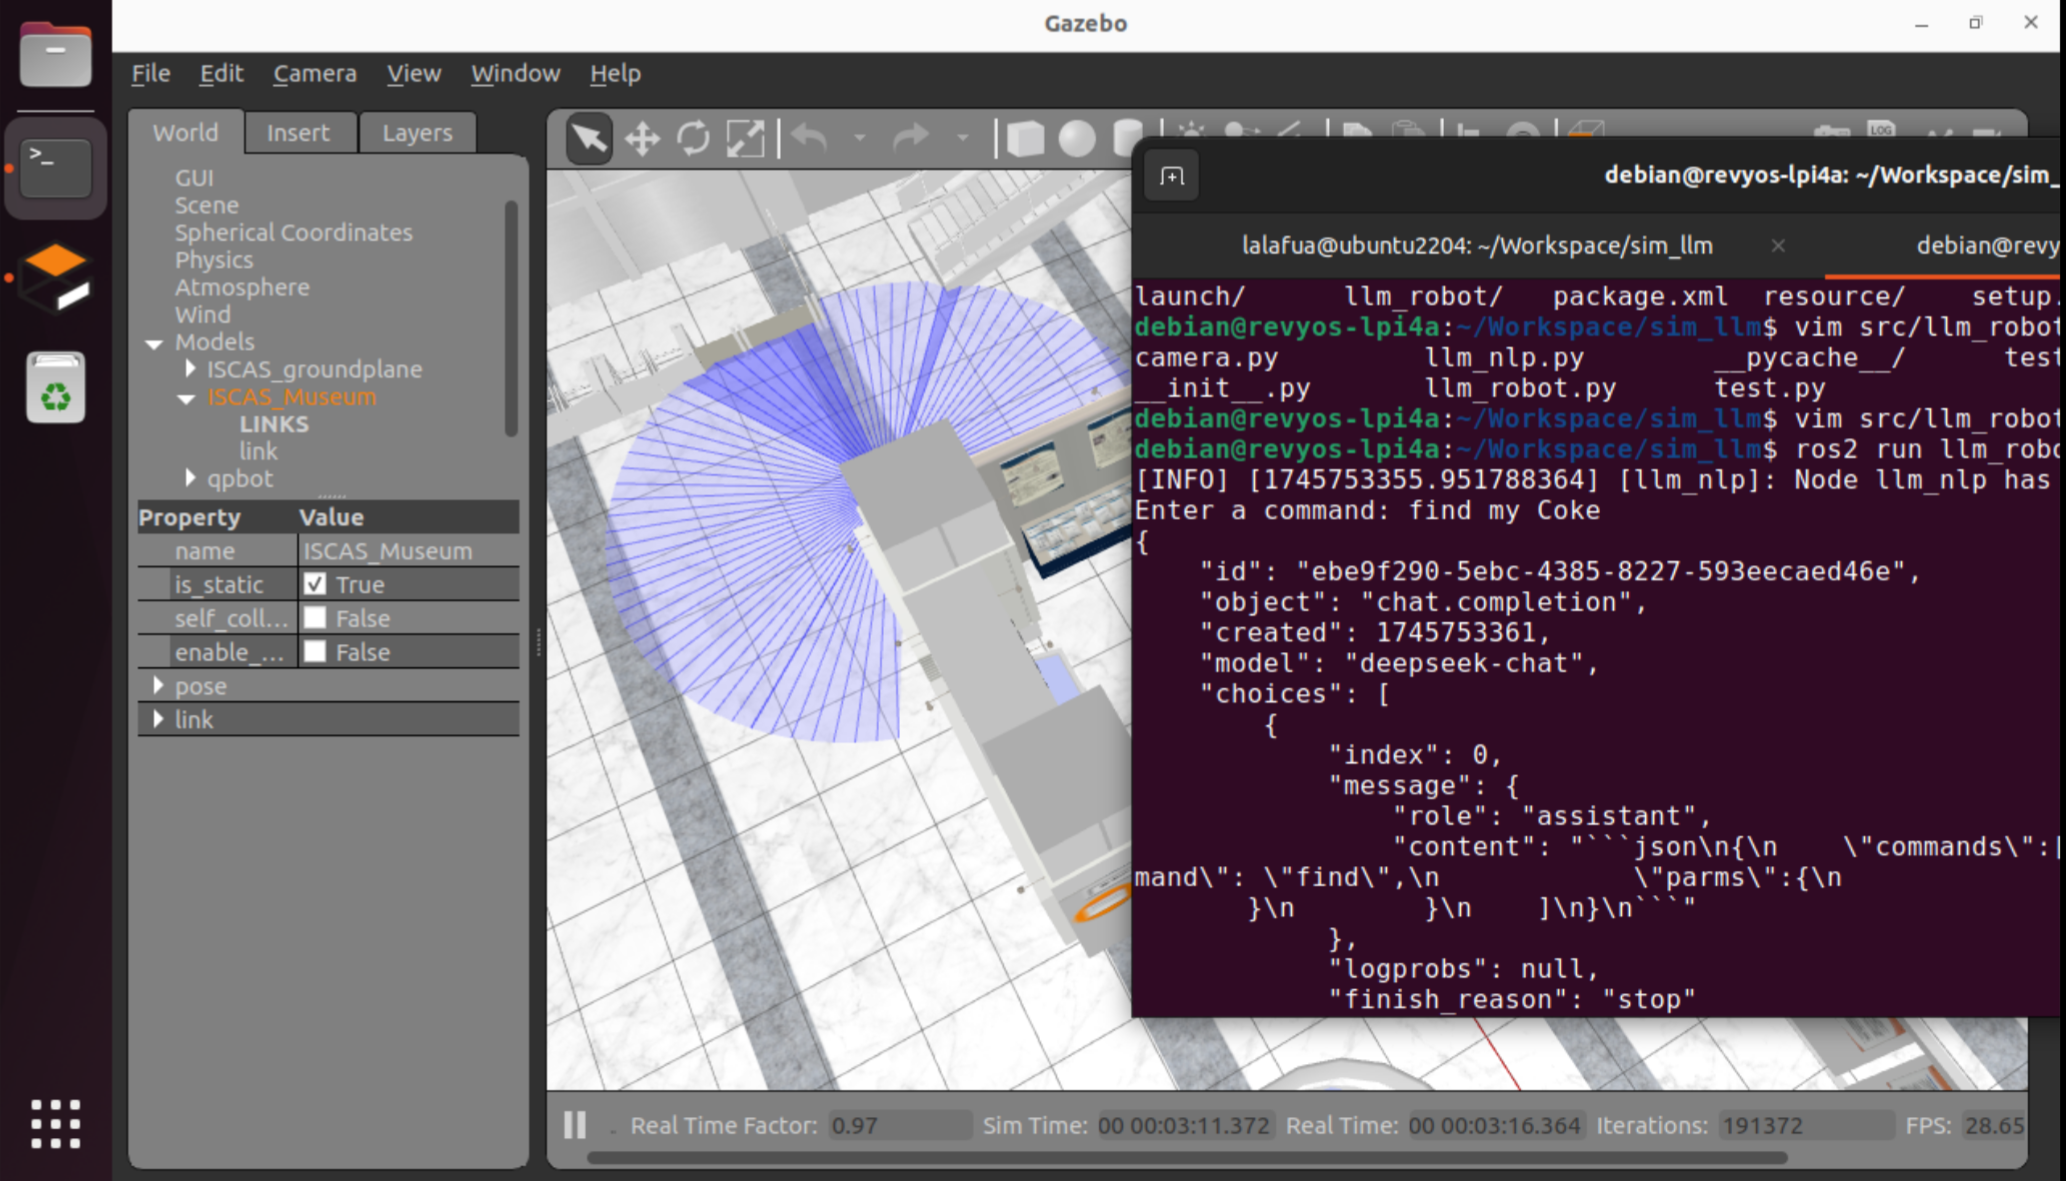 Gazebo
File Edit Camera View Window Help
World Insert Layers
GUI
Scene
Spherical Coordinates
Physics
Atmosphere
Wind
Models
ISCAS_groundplane
ISCAS_Museum
LINKS
link
qpbot
Property Value
name ISCAS_Museum
is_static True
self_coll... False
enable_... False
pose
link
LOG
debian@revyos-lpi4a: ~/Workspace/sim_
lalafua@ubuntu2204: ~/Workspace/sim_llm × debian@revy
launch/ llm_robot/ package.xml resource/ setup.
debian@revyos-lpi4a:~/Workspace/sim_llm$ vim src/llm_robot
camera.py llm_nlp.py __pycache__/ test
__init__.py llm_robot.py test.py
debian@revyos-lpi4a:~/Workspace/sim_llm$ vim src/llm_robot
debian@revyos-lpi4a:~/Workspace/sim_llm$ ros2 run llm_robo
[INFO] [1745753355.951788364] [llm_nlp]: Node llm_nlp has
Enter a command: find my Coke
{
"id": "ebe9f290-5ebc-4385-8227-593eecaed46e",
"object": "chat.completion",
"created": 1745753361,
"model": "deepseek-chat",
"choices": [
{
"index": 0,
"message": {
"role": "assistant",
"content": "```json\n{\n    \"commands\":[
mand\": \"find\",\n            \"parms\":{\n
}\n        }\n    ]\n}\n```"
},
"logprobs": null,
"finish_reason": "stop"
Real Time Factor: 0.97 Sim Time: 00 00:03:11.372 Real Time: 00 00:03:16.364 Iterations: 191372 FPS: 28.65